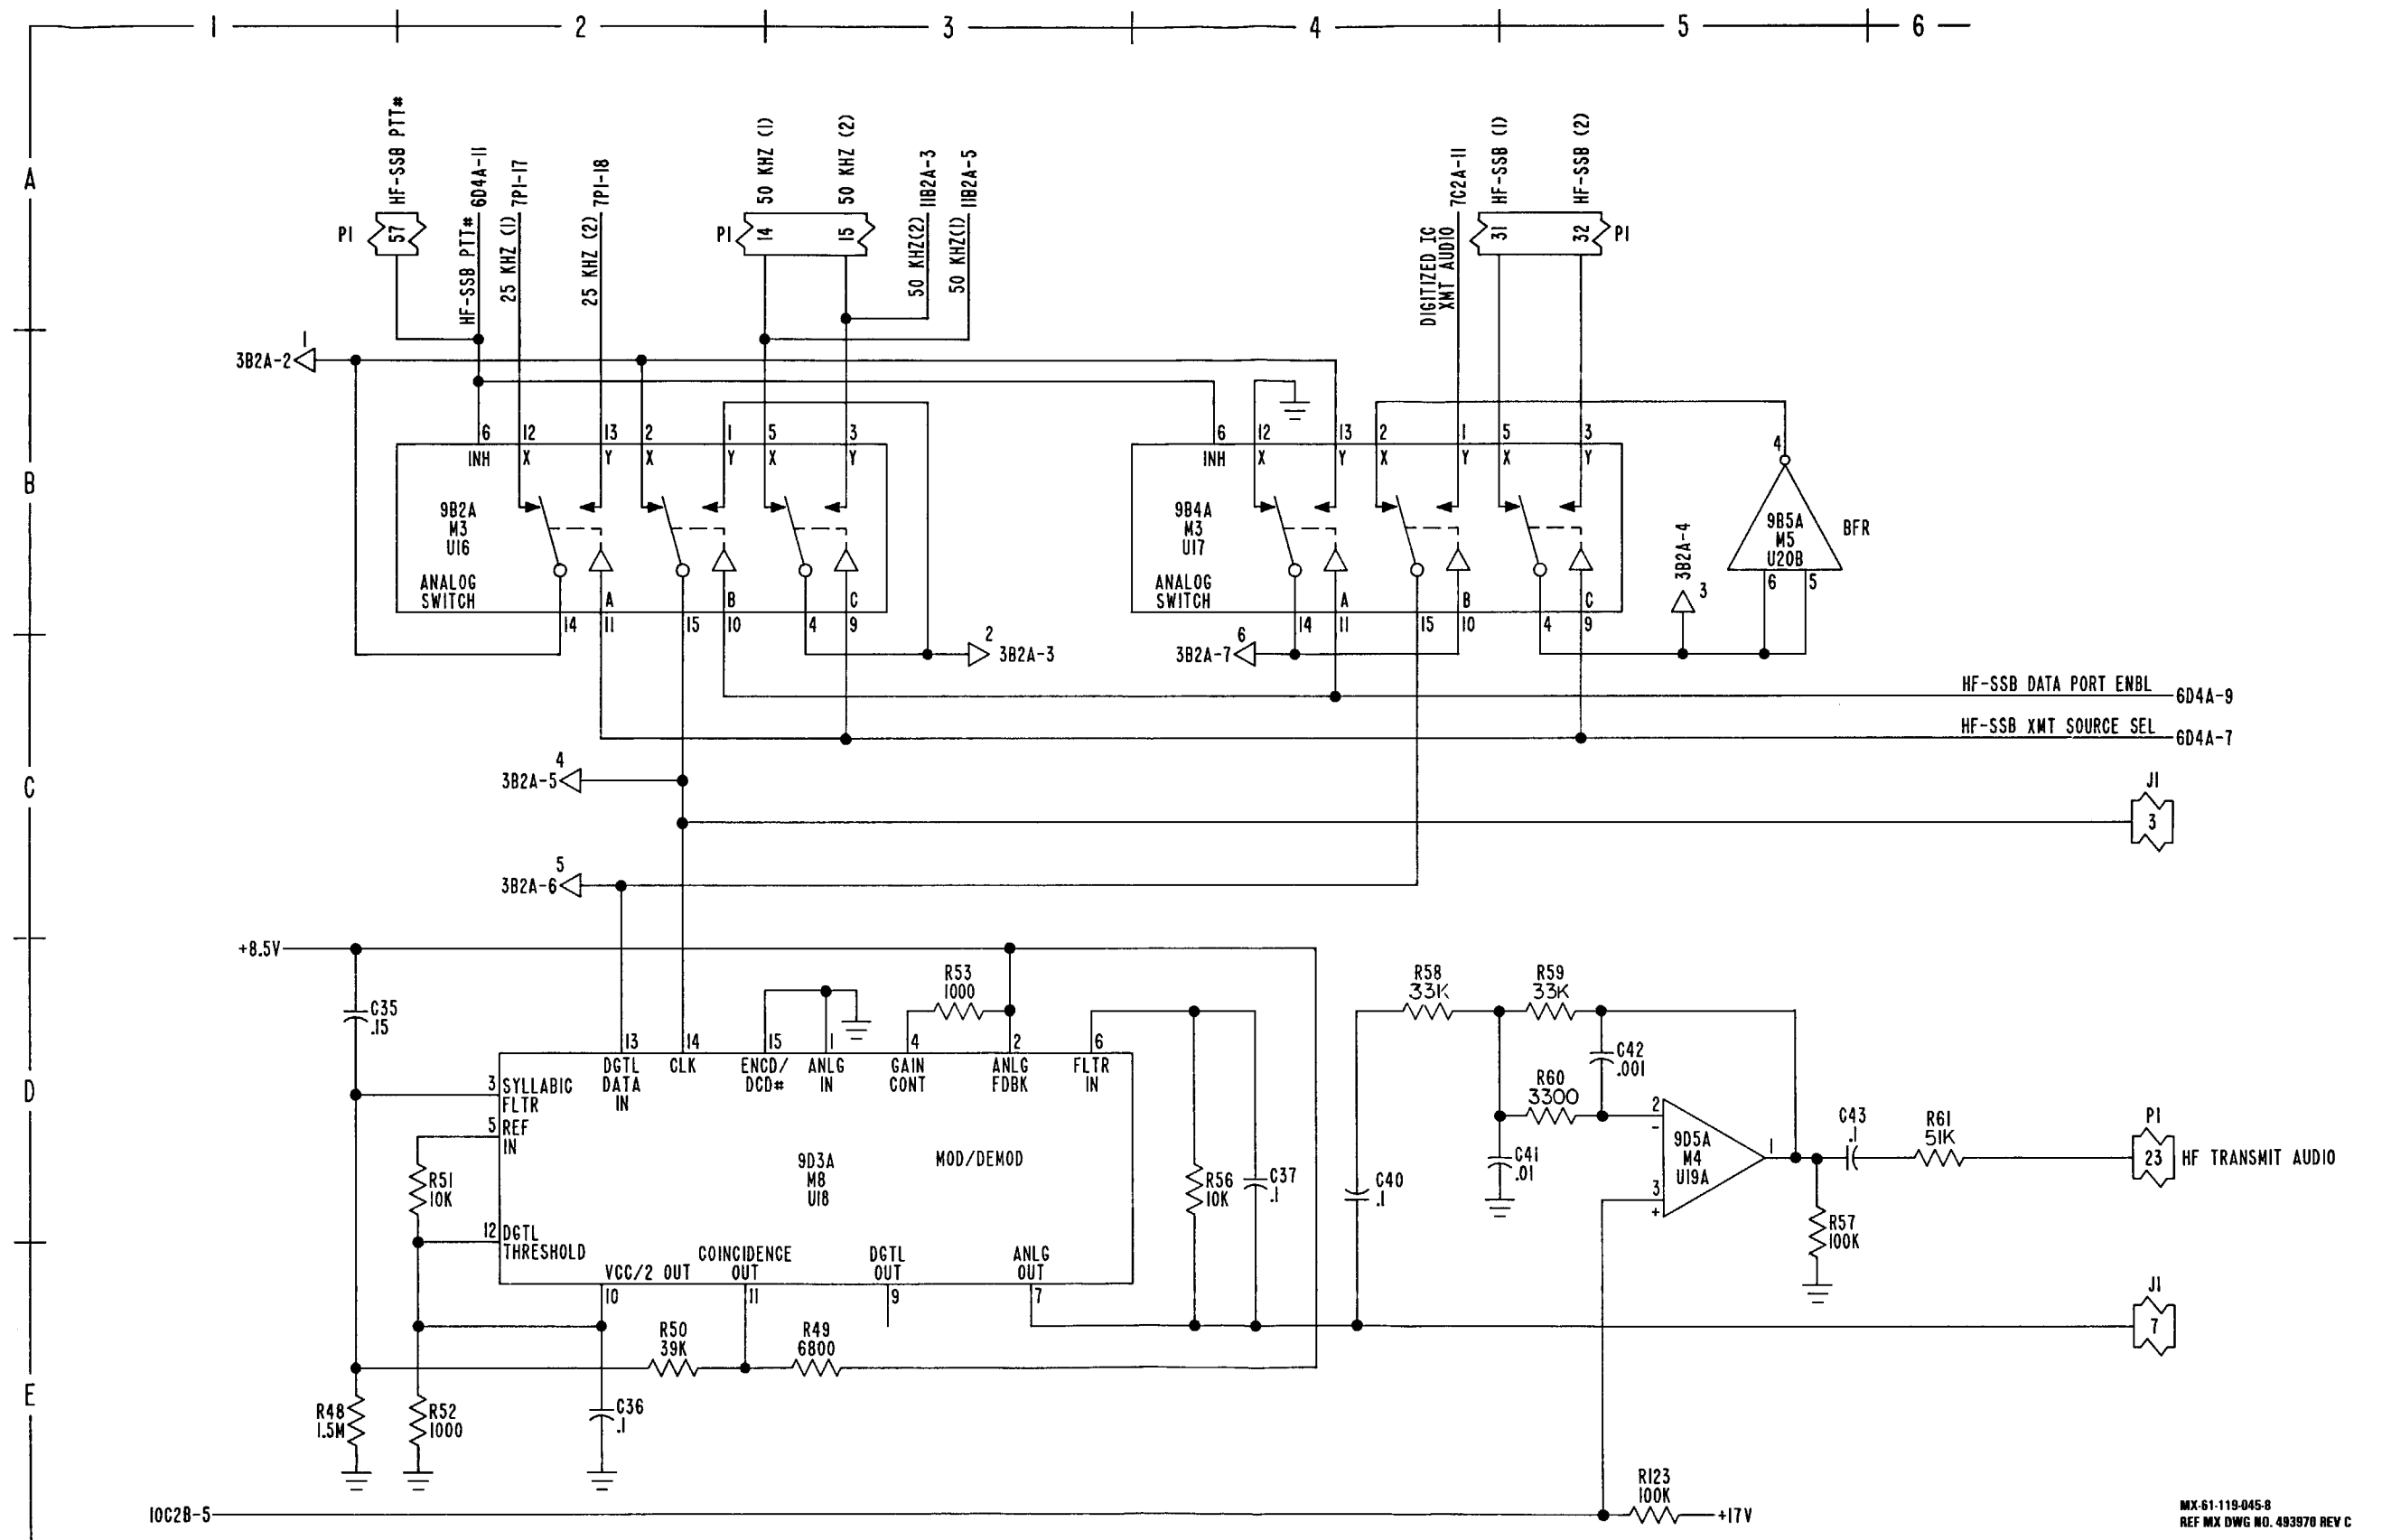 1 2 3 4 5 6
A
B
C
D
E
HF-SSB PTT#
P1
57
HF-SSB PTT#
6D4A-11
25 KHZ (1)
7P1-17
25 KHZ (2)
7P1-18
50 KHZ (1)
50 KHZ (2)
P1
14
15
50 KHZ(2)
11B2A-3
50 KHZ(1)
11B2A-5
DIGITIZED IC
XMT AUDIO
7C2A-11
HF-SSB (1)
HF-SSB (2)
31
32
P1
1
3B2A-2
6 12 13 2 1 5 3
INH X Y X Y X Y
9B2A
M3
U16
ANALOG
SWITCH
A B C
14 11 15 10 4 9
2
3B2A-3
6 12 13 2 1 5 3
INH X Y X Y X Y
9B4A
M3
U17
ANALOG
SWITCH
A B C
14 11 15 10 4 9
6
3B2A-7
3B2A-4
3
4
9B5A
M5
U20B
BFR
6 5
HF-SSB DATA PORT ENBL
6D4A-9
HF-SSB XMT SOURCE SEL
6D4A-7
4
3B2A-5
J1
3
5
3B2A-6
+8.5V
C35
.15
R53
1000
R58
33K
R59
33K
13 14 15 1 4 2 6
DGTL
DATA
IN
CLK
ENCD/
DCD#
ANLG
IN
GAIN
CONT
ANLG
FDBK
FLTR
IN
3
SYLLABIC
FLTR
5
REF
IN
R51
10K
12
DGTL
THRESHOLD
9D3A
M8
U18
MOD/DEMOD
VCC/2 OUT
10
COINCIDENCE
OUT
11
DGTL
OUT
9
ANLG
OUT
7
R56
10K
C37
.1
C40
.1
C42
.001
R60
3300
C41
.01
2
-
9D5A
M4
U19A
3
+
1
C43
.1
R61
51K
P1
23
HF TRANSMIT AUDIO
R57
100K
J1
7
R50
39K
R49
6800
R48
1.5M
R52
1000
C36
.1
R123
100K
+17V
10C2B-5
MX-61-119-045-8
REF MX DWG NO. 493970 REV C